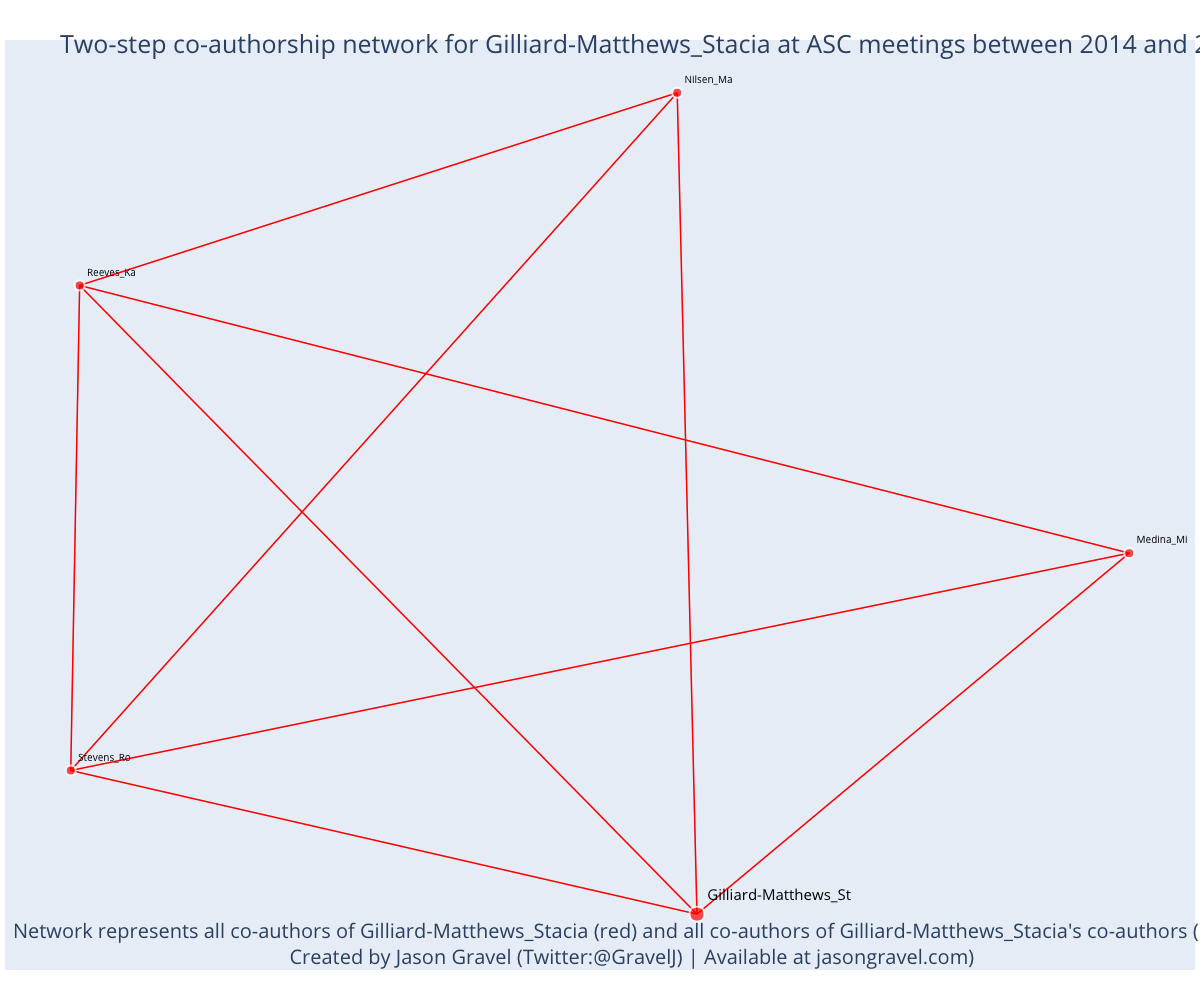 Two-step co-authorship network for Gilliard-Matthews_Stacia at ASC meetings between 2014 and
Nilsen_Ma
Reeves_Ka
Medina_Mi
Stevens_Ro
Gilliard-Matthews_St
Network represents all co-authors of Gilliard-Matthews_Stacia (red) and all co-authors of Gilliard-Matthews_Stacia's co-authors (
Created by Jason Gravel (Twitter:@GravelJ) | Available at jasongravel.com)